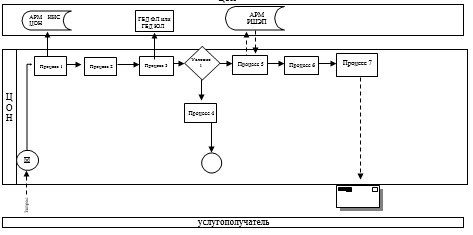 АРМ ИИС
ЦОН
ГБД ФЛ или
ГБД ЮЛ
АРМ
РШЭП
Процесс 1
Процесс 2
Процесс 3
Условие
1
Процесс 5
Процесс 6
Процесс 7
Процесс 4
Ц
О
Н
Запрос
услугополучатель